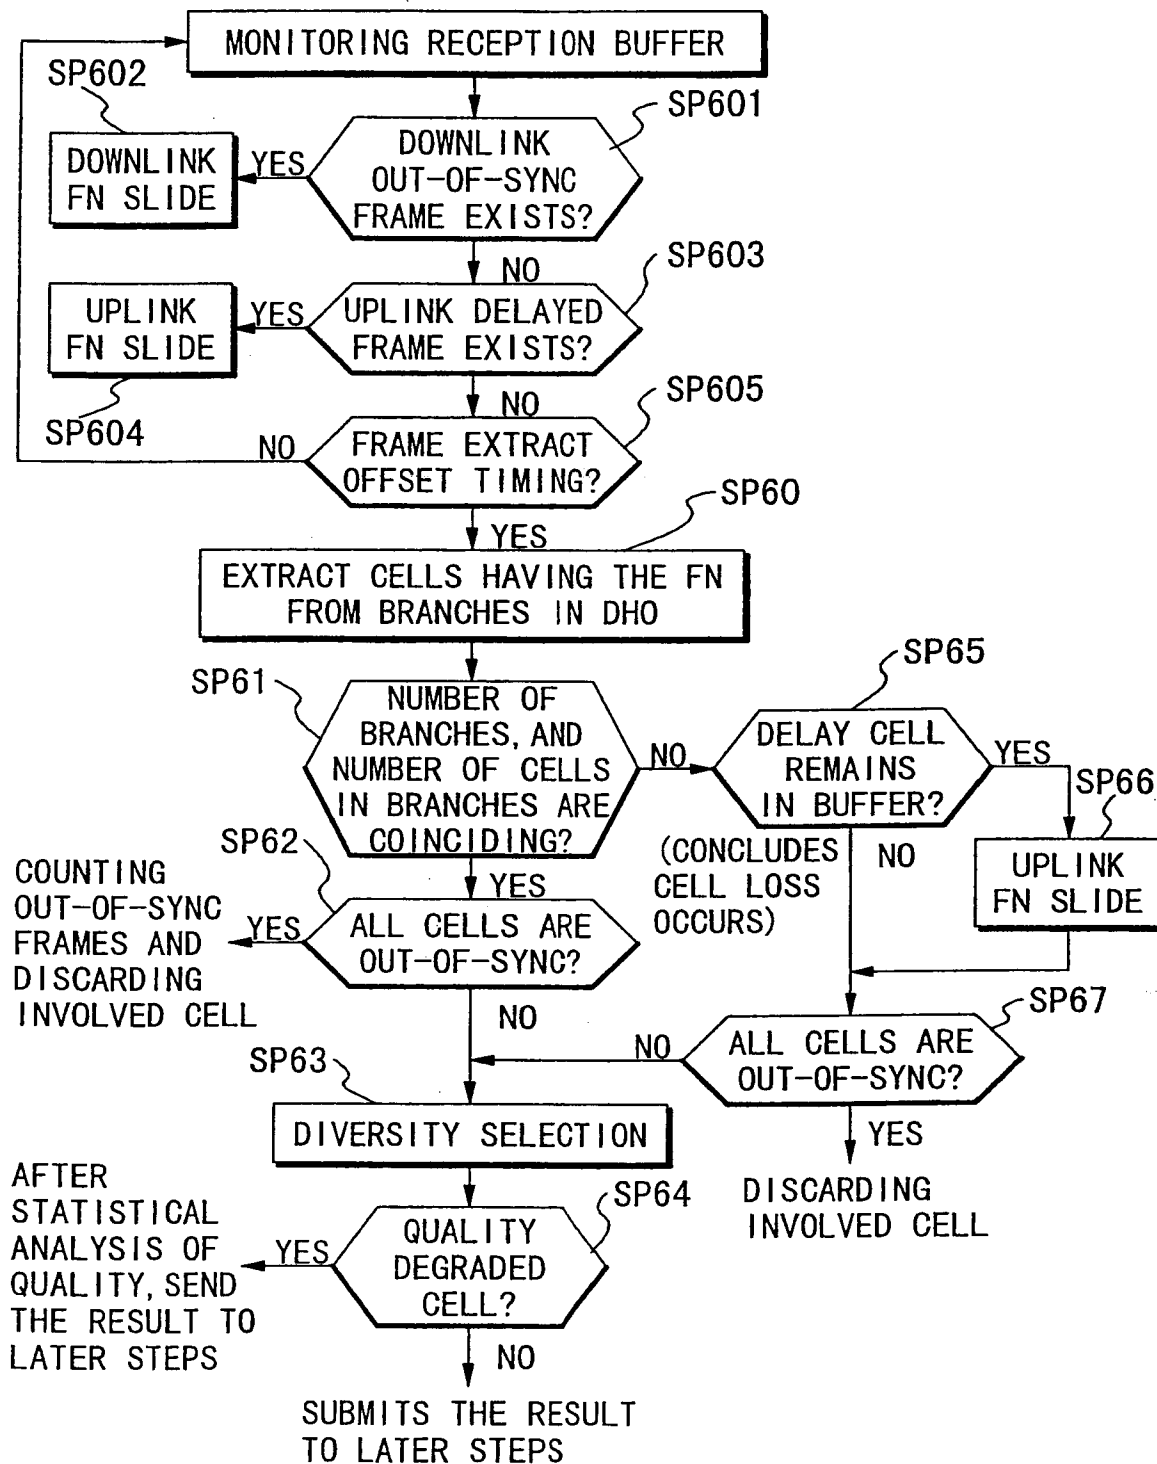 MONITORING RECEPTION BUFFER
SP602
SP601
DOWNLINK
OUT-OF-SYNC
FRAME EXISTS?
YES
DOWNLINK
FN SLIDE
NO
SP603
UPLINK DELAYED
FRAME EXISTS?
YES
UPLINK
FN SLIDE
SP604
NO
SP605
FRAME EXTRACT
OFFSET TIMING?
NO
YES
SP60
EXTRACT CELLS HAVING THE FN
FROM BRANCHES IN DHO
SP61
NUMBER OF
BRANCHES, AND
NUMBER OF CELLS
IN BRANCHES ARE
COINCIDING?
NO
SP65
DELAY CELL
REMAINS
IN BUFFER?
YES
SP66
UPLINK
FN SLIDE
(CONCLUDES
CELL LOSS
OCCURS)
NO
SP62
YES
ALL CELLS ARE
OUT-OF-SYNC?
YES
COUNTING
OUT-OF-SYNC
FRAMES AND
DISCARDING
INVOLVED CELL
NO
SP67
ALL CELLS ARE
OUT-OF-SYNC?
NO
YES
DISCARDING
INVOLVED CELL
SP63
DIVERSITY SELECTION
SP64
QUALITY
DEGRADED
CELL?
YES
AFTER
STATISTICAL
ANALYSIS OF
QUALITY, SEND
THE RESULT TO
LATER STEPS
NO
SUBMITS THE RESULT
TO LATER STEPS